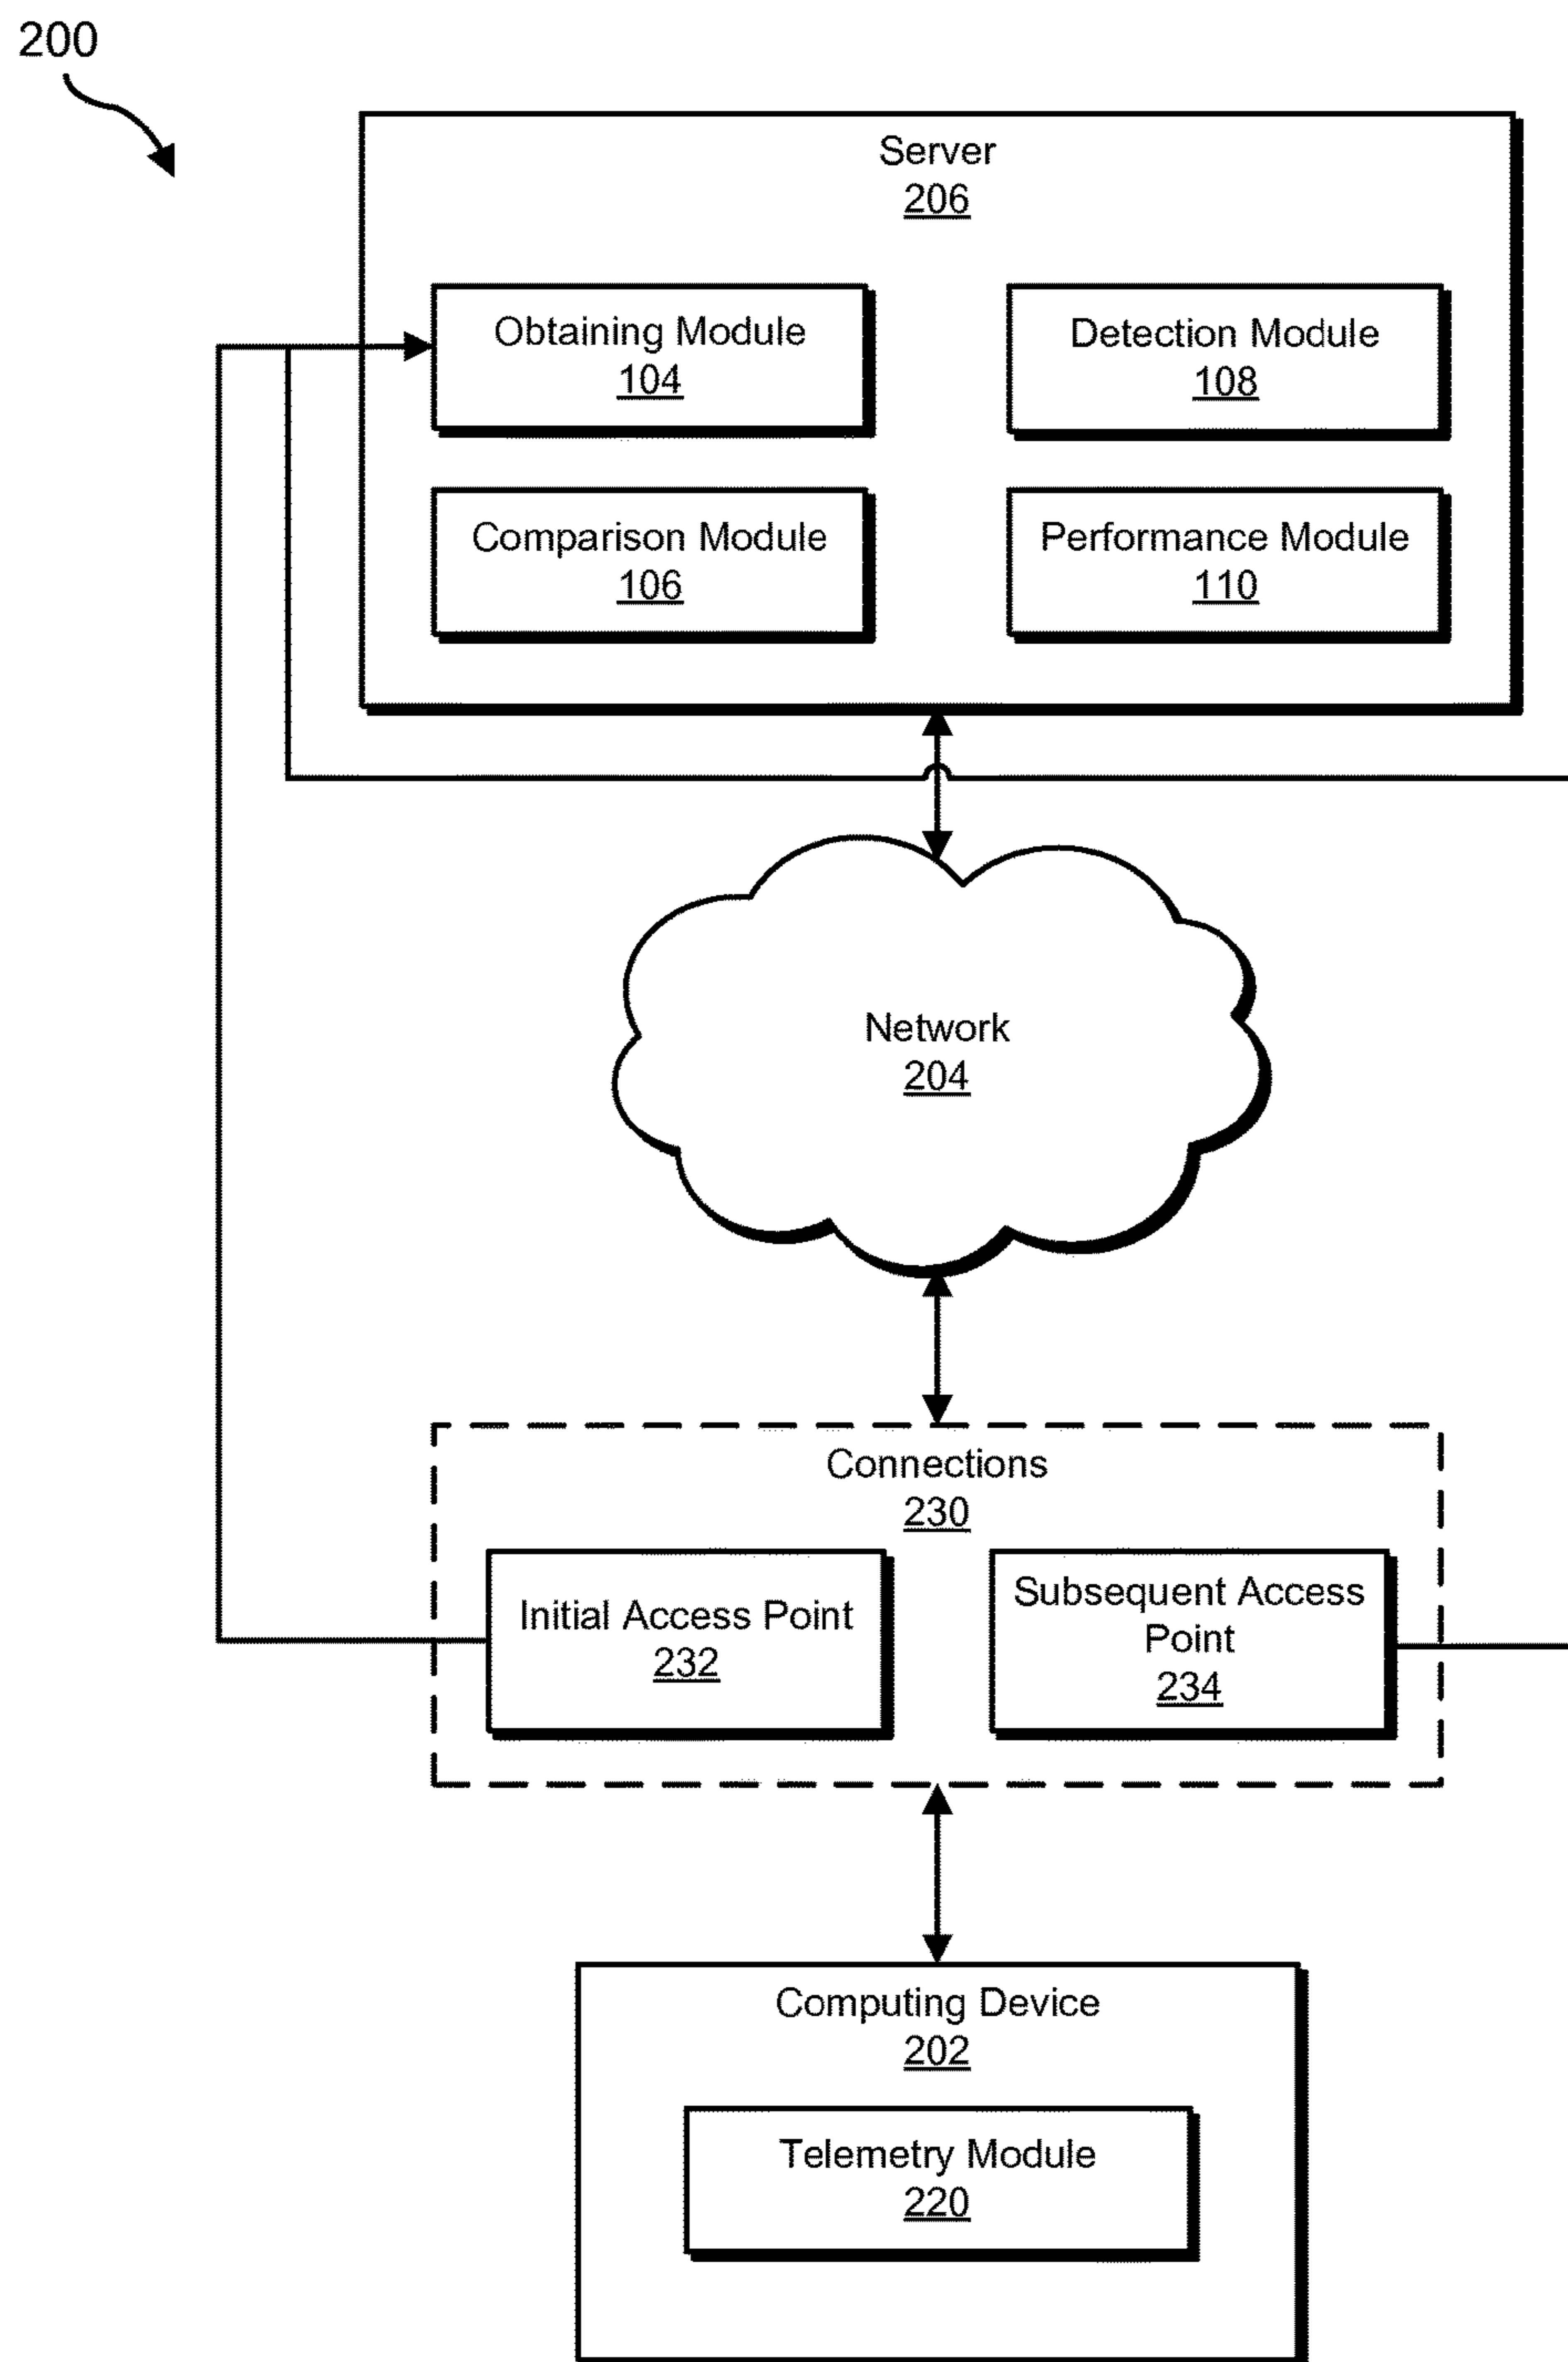 200
Server
206
Obtaining Module
104
Detection Module
108
Comparison Module
106
Performance Module
110
Network
204
Connections
230
Initial Access Point
232
Subsequent Access
Point
234
Computing Device
202
Telemetry Module
220